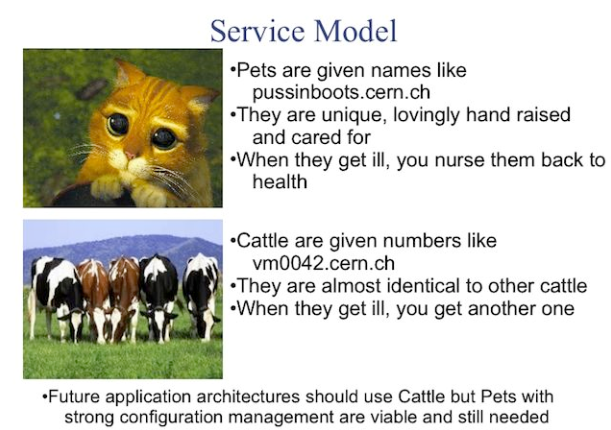 Service Model
•Pets are given names like
pussinboots.cern.ch
•They are unique, lovingly hand raised
and cared for
•When they get ill, you nurse them back to
health
•Cattle are given numbers like
vm0042.cern.ch
•They are almost identical to other cattle
•When they get ill, you get another one
•Future application architectures should use Cattle but Pets with
strong configuration management are viable and still needed